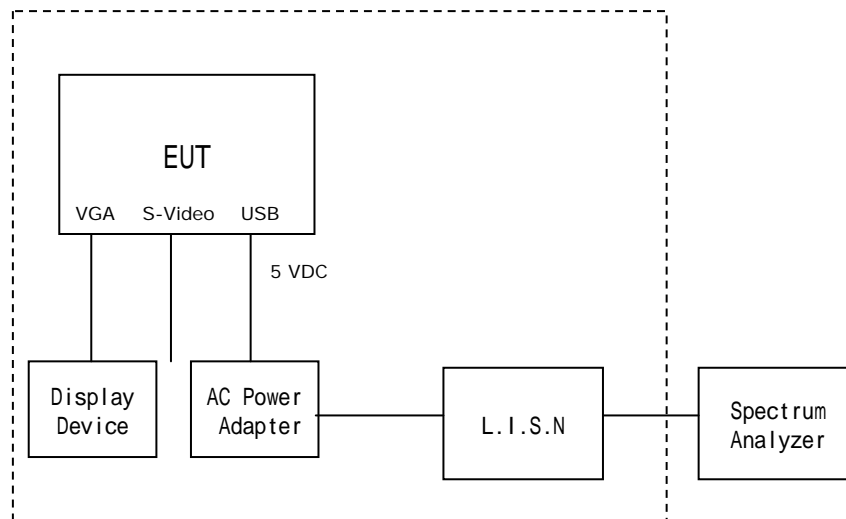 EUT
VGA S-Video USB
5 VDC
Display
Device
AC Power
Adapter
L.I.S.N
Spectrum
Analyzer